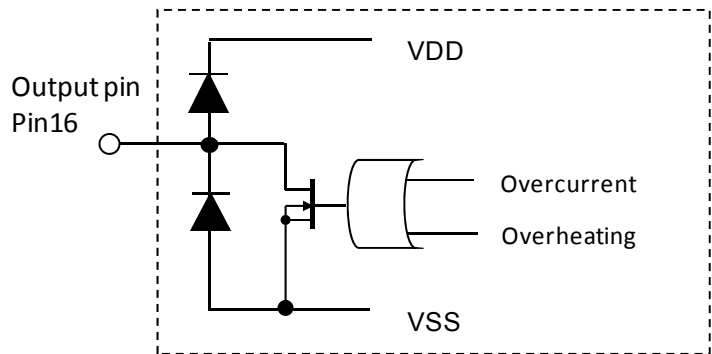 VDD
Output pin
Pin16
Overcurrent
Overheating
VSS